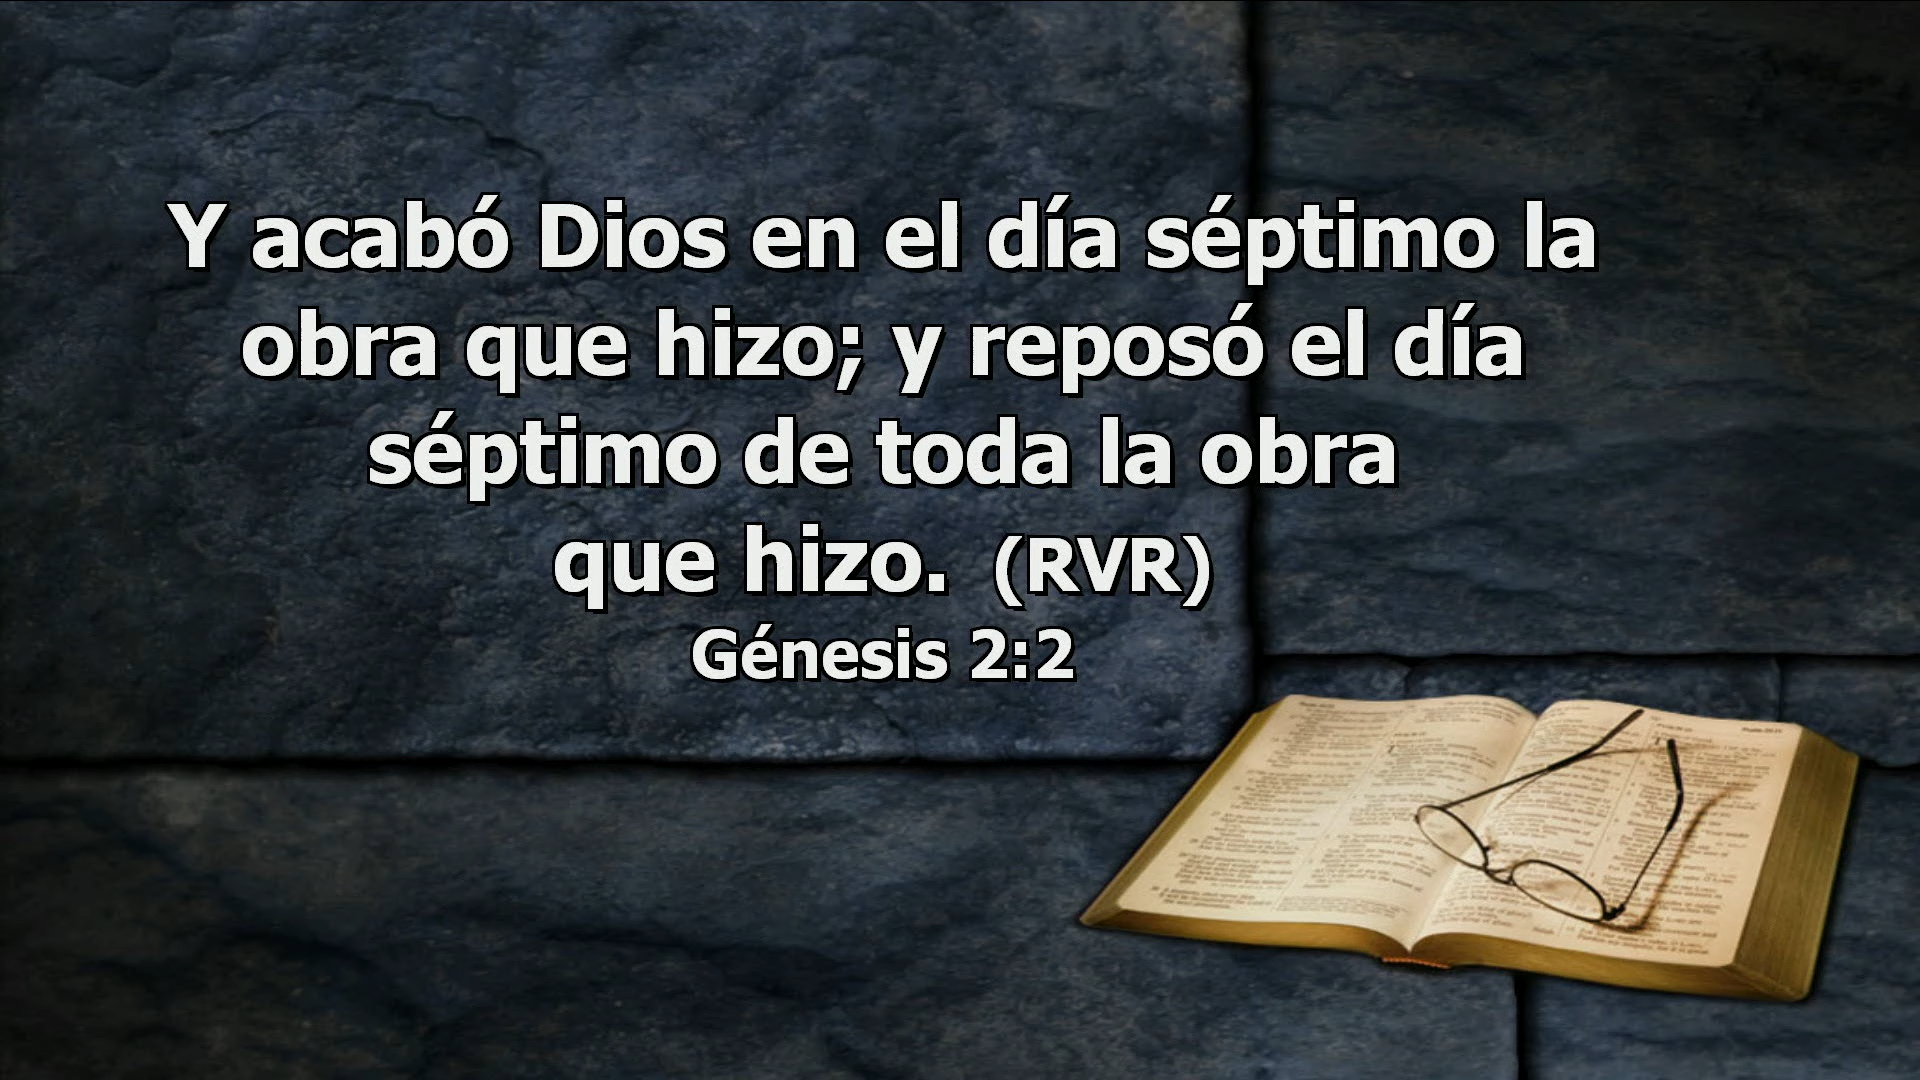 Y acabó Dios en el día séptimo la
obra que hizo; y reposó el día
séptimo de toda la obra
que hizo. (RVR)
Génesis 2:2